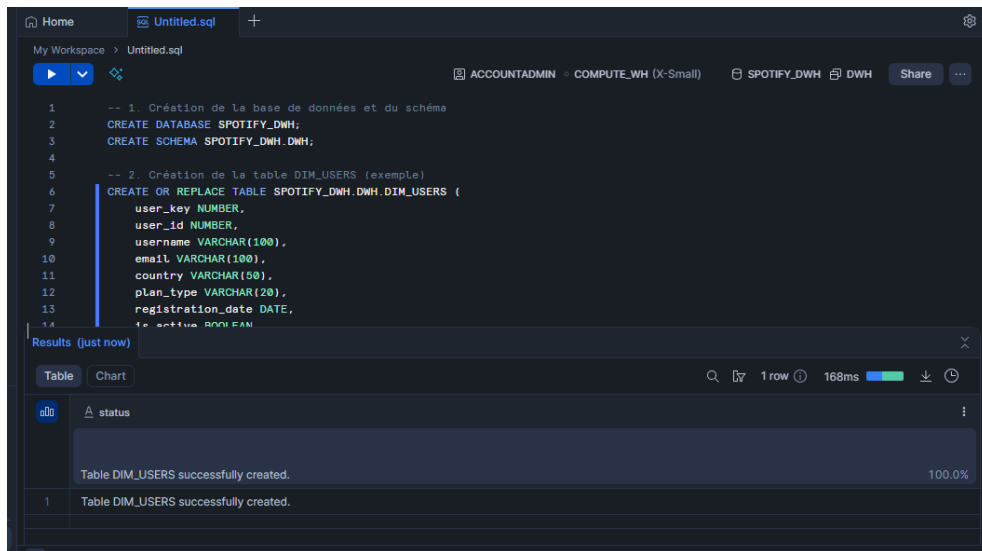 Home
Untitled.sql
My Workspace > Untitled.sql
ACCOUNTADMIN COMPUTE_WH (X-Small) SPOTIFY_DWH DWH Share ...
1 -- 1. Création de la base de données et du schéma
2 CREATE DATABASE SPOTIFY_DWH;
3 CREATE SCHEMA SPOTIFY_DWH.DWH;
4
5 -- 2. Création de la table DIM_USERS (exemple)
6 CREATE OR REPLACE TABLE SPOTIFY_DWH.DWH.DIM_USERS (
7 user_key NUMBER,
8 user_id NUMBER,
9 username VARCHAR(100),
10 email VARCHAR(100),
11 country VARCHAR(50),
12 plan_type VARCHAR(20),
13 registration_date DATE,
14 is_active BOOLEAN
Results (just now)
Table Chart 1 row 168ms
A status
Table DIM_USERS successfully created. 100.0%
1 Table DIM_USERS successfully created.